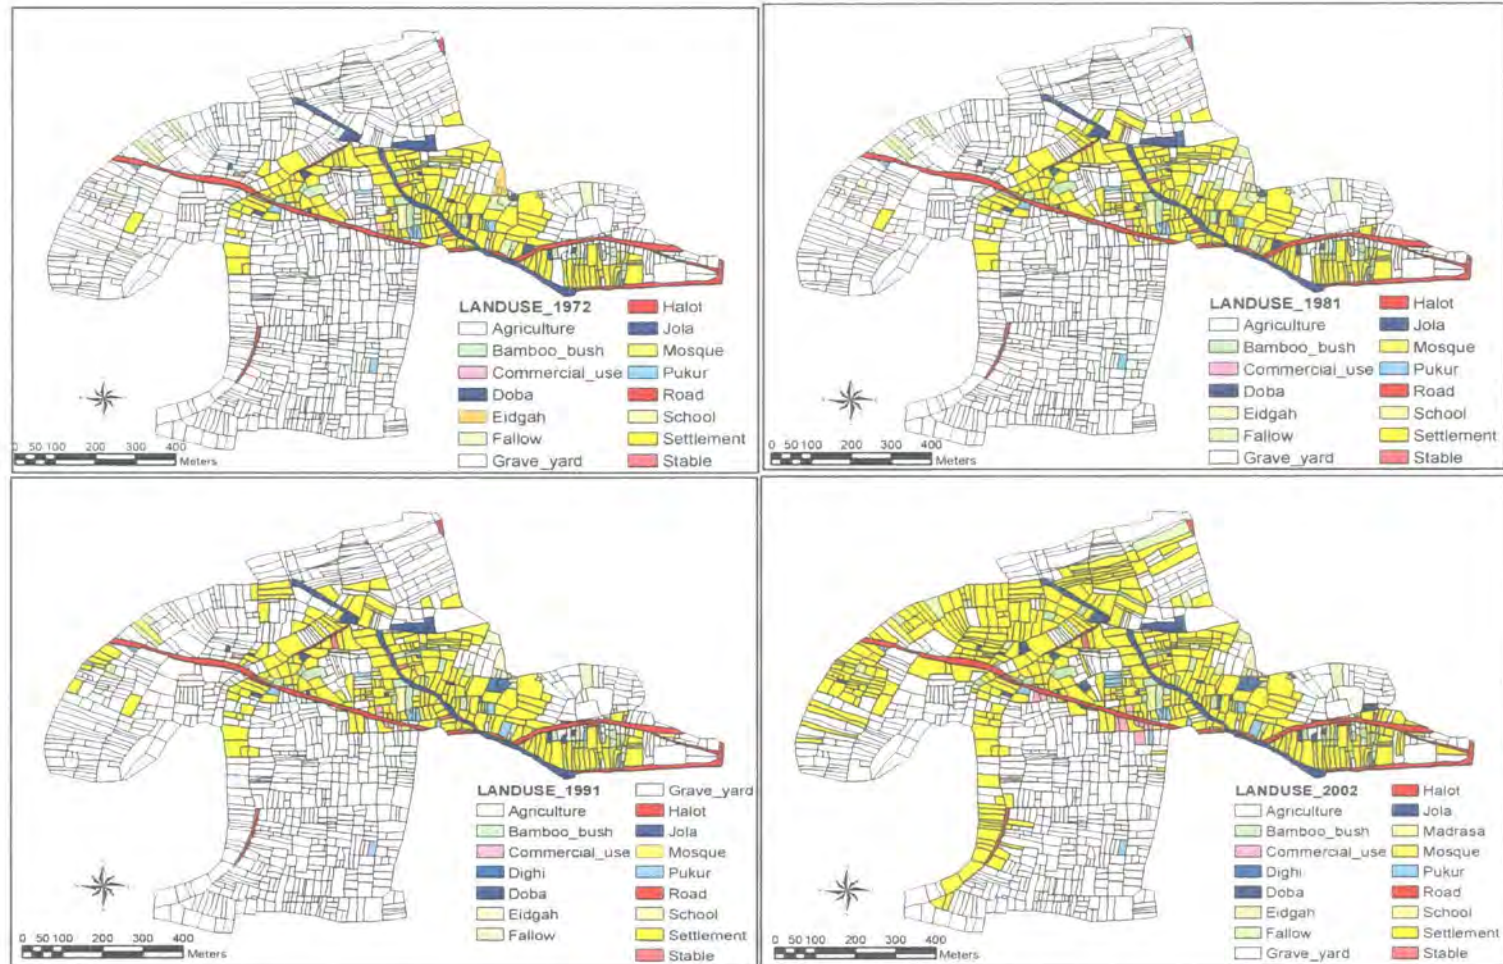 LANDUSE_1972
Agriculture
Bamboo_bush
Commercial_use
Doba
Eidgah
Fallow
Grave_yard
Halot
Jola
Mosque
Pukur
Road
School
Settlement
Stable
0 50 100 200 300 400
Meters
LANDUSE_1981
Agriculture
Bamboo_bush
Commercial_use
Doba
Eidgah
Fallow
Grave_yard
Halot
Jola
Mosque
Pukur
Road
School
Settlement
Stable
0 50 100 200 300 400
Meters
LANDUSE_1991
Agriculture
Bamboo_bush
Commercial_use
Dighi
Doba
Eidgah
Fallow
Grave_yard
Halot
Jola
Mosque
Pukur
Road
School
Settlement
Stable
0 50 100 200 300 400
Meters
LANDUSE_2002
Agriculture
Bamboo_bush
Commercial_use
Dighi
Doba
Eidgah
Fallow
Grave_yard
Halot
Jola
Madrasa
Mosque
Pukur
Road
School
Settlement
Stable
0 50 100 200 300 400
Meters